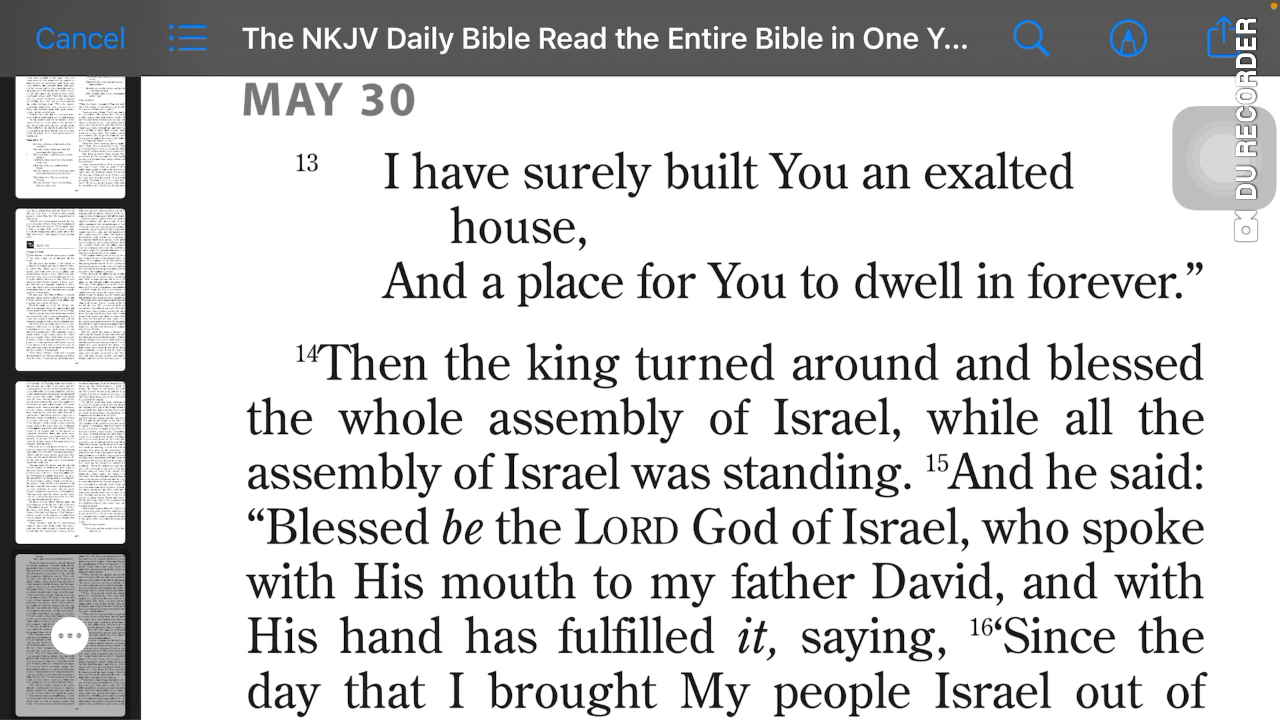 Cancel
The NKJV Daily Bible Read the Entire Bible in One Y...
DU RECORDER
MAY 30
13 I have surely built You an exalted
house,
And a place for You to dwell in forever.”
14Then the king turned around and blessed
the whole assembly of Israel, while all the
assembly of Israel was standing. 15And he said:
“Blessed be the LORD God of Israel, who spoke
with His mouth to my father David, and with
His hand has fulfilled it, saying, 16‘Since the
day that I brought My people Israel out of